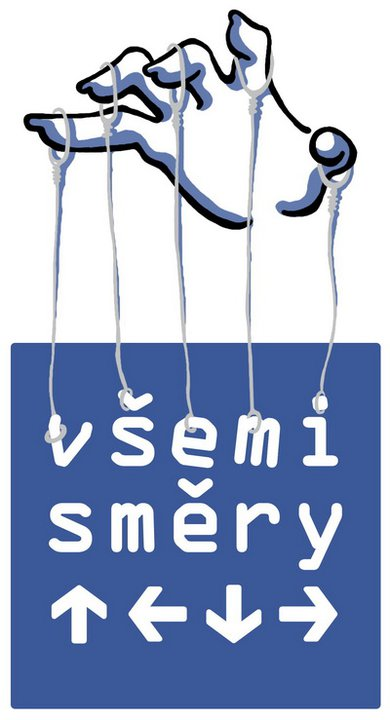 všemi
směry
↑ ← ↓ →